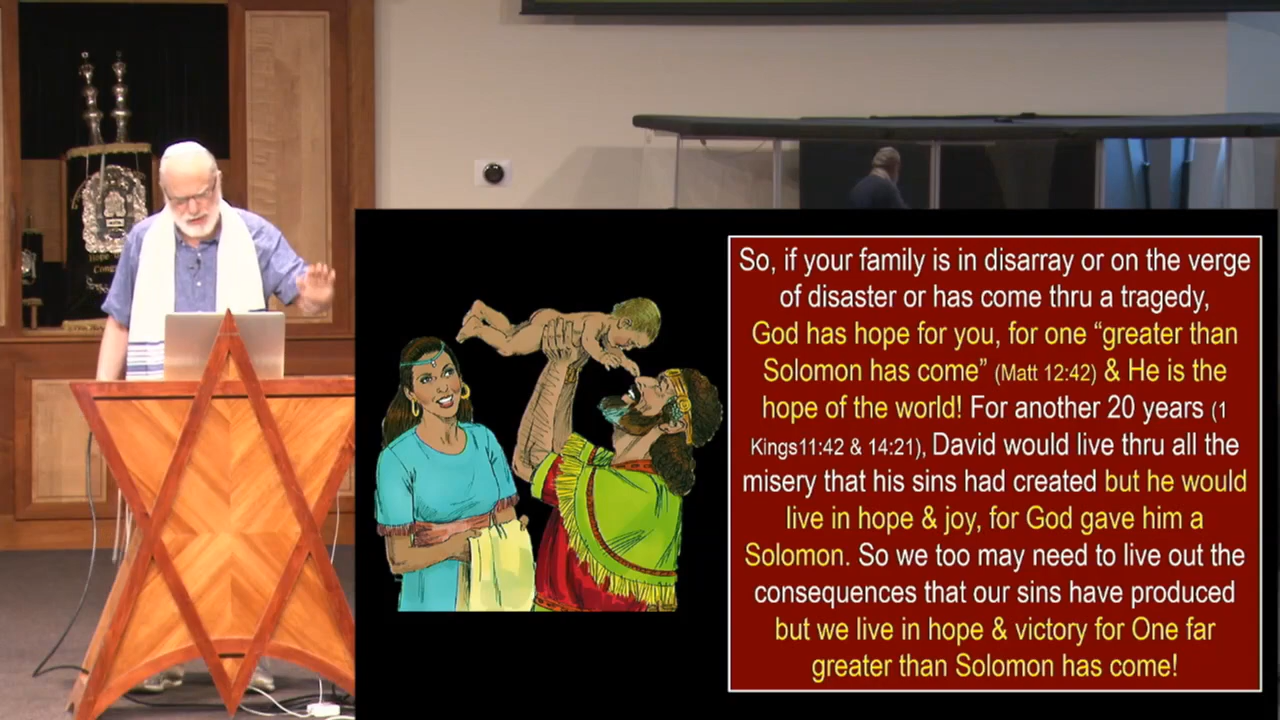 Hope
So, if your family is in disarray or on the verge
of disaster or has come thru a tragedy,
God has hope for you, for one “greater than
Solomon has come” (Matt 12:42) & He is the
hope of the world! For another 20 years (1
Kings11:42 & 14:21), David would live thru all the
misery that his sins had created but he would
live in hope & joy, for God gave him a
Solomon. So we too may need to live out the
consequences that our sins have produced
but we live in hope & victory for One far
greater than Solomon has come!